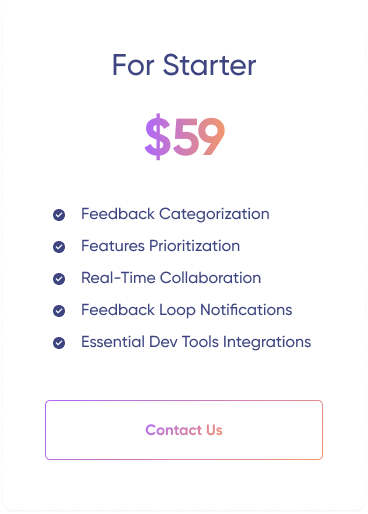 For Starter
$59
Feedback Categorization
Features Prioritization
Real-Time Collaboration
Feedback Loop Notifications
Essential Dev Tools Integrations
Contact Us